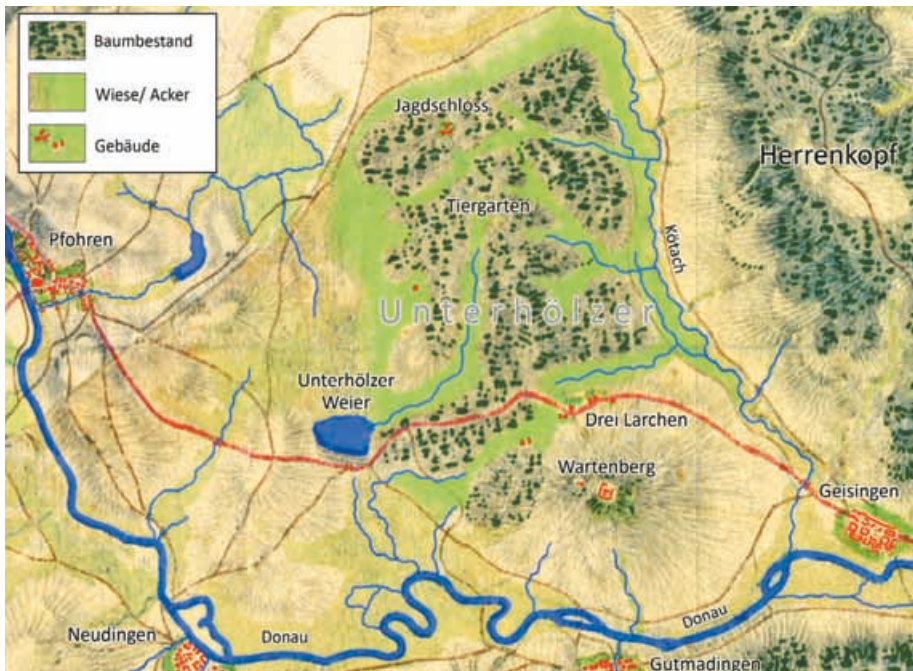 Baumbestand
Wiese/ Acker
Gebäude
Jagdschloss
Herrenkopf
Tiergarten
Kötach
Pfohren
Unterhölzer
Unterhölzer
Weier
Drei Larchen
Wartenberg
Geisingen
Neudingen
Donau
Donau
Gutmadingen